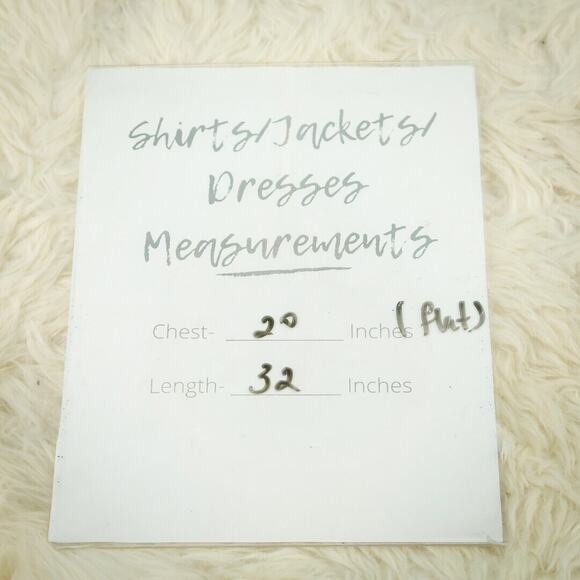 Shirts/Jackets/
Dresses
Measurements
Chest- 20 Inches (flat)
Length- 32 Inches